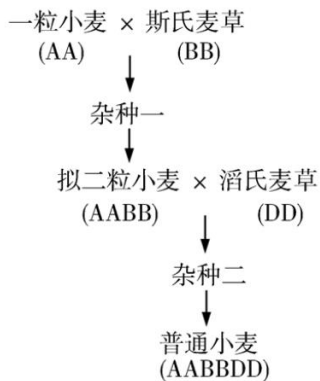 一粒小麦 × 斯氏麦草
(AA) (BB)
杂种一
拟二粒小麦 × 滔氏麦草
(AABB) (DD)
杂种二
普通小麦
(AABBDD)